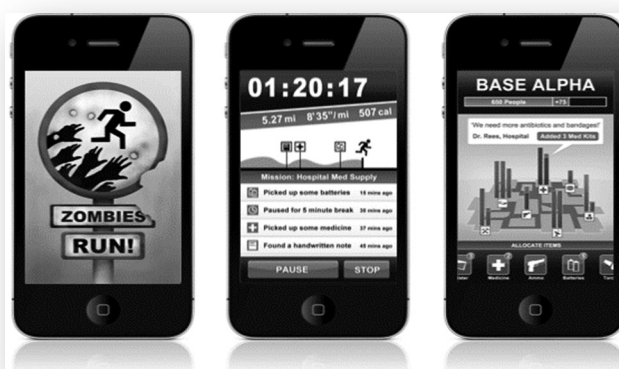 ZOMBIES,
RUN!
01:20:17
5.27 mi 8'35"/mi 507 cal
Mission: Hospital Med Supply
Picked up some batteries 15 mins ago
Paused for 5 minute break 30 mins ago
Picked up some medicine 37 mins ago
Found a handwritten note 45 mins ago
PAUSE STOP
BASE ALPHA
650 People +75
"We need more antibiotics and bandages!"
Dr. Rees, Hospital Added 3 Med Kits
ALLOCATE ITEMS
Medicine Ammo Batteries